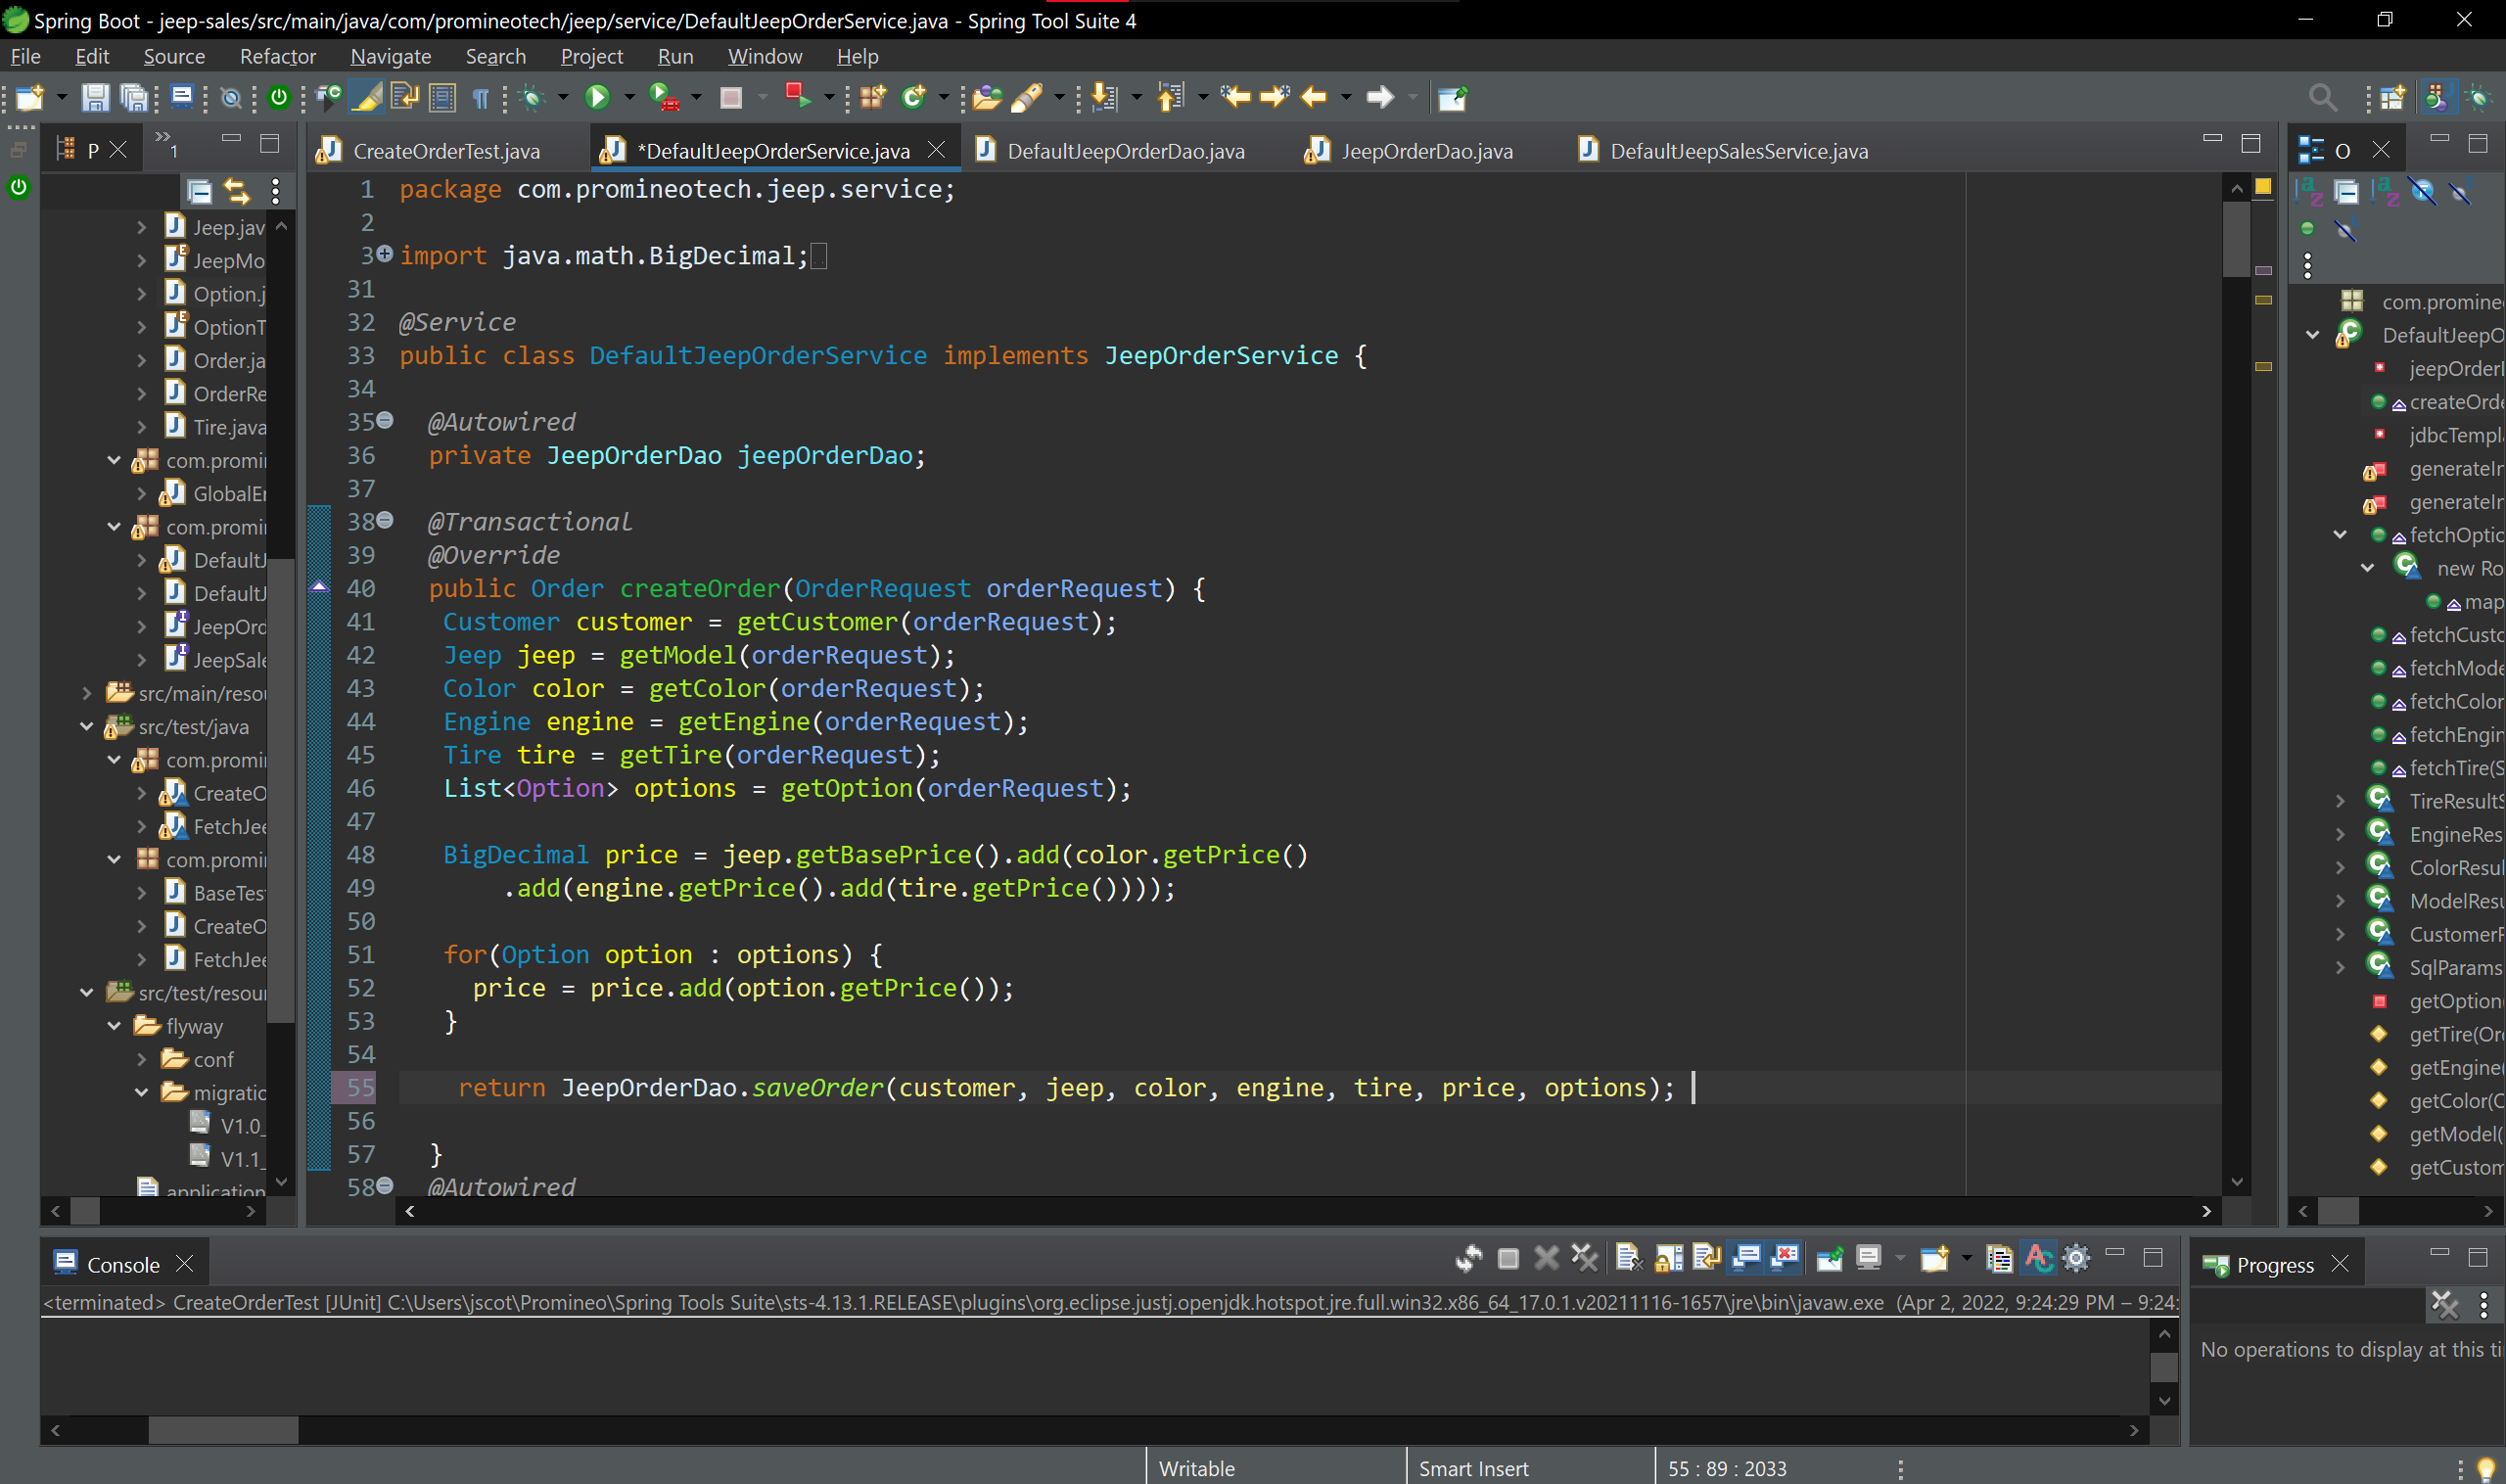 Spring Boot - jeep-sales/src/main/java/com/promineotech/jeep/service/DefaultJeepOrderService.java - Spring Tool Suite 4
File Edit Source Refactor Navigate Search Project Run Window Help
P
1
CreateOrderTest.java
*DefaultJeepOrderService.java
DefaultJeepOrderDao.java
JeepOrderDao.java
DefaultJeepSalesService.java
O
Jeep.jav
JeepMo
Option.j
OptionT
Order.ja
OrderRe
Tire.java
com.promi
GlobalEr
com.promi
DefaultJ
DefaultJ
JeepOrd
JeepSale
src/main/resou
src/test/java
com.promi
CreateO
FetchJee
com.promi
BaseTes
CreateO
FetchJee
src/test/resour
flyway
conf
migratio
V1.0_
V1.1_
application
1 package com.promineotech.jeep.service;
2
3 import java.math.BigDecimal;
31
32 @Service
33 public class DefaultJeepOrderService implements JeepOrderService {
34
35 @Autowired
36 private JeepOrderDao jeepOrderDao;
37
38 @Transactional
39 @Override
40 public Order createOrder(OrderRequest orderRequest) {
41 Customer customer = getCustomer(orderRequest);
42 Jeep jeep = getModel(orderRequest);
43 Color color = getColor(orderRequest);
44 Engine engine = getEngine(orderRequest);
45 Tire tire = getTire(orderRequest);
46 List<Option> options = getOption(orderRequest);
47
48 BigDecimal price = jeep.getBasePrice().add(color.getPrice()
49 .add(engine.getPrice().add(tire.getPrice())));
50
51 for(Option option : options) {
52 price = price.add(option.getPrice());
53 }
54
55 return JeepOrderDao.saveOrder(customer, jeep, color, engine, tire, price, options);
56
57 }
58 @Autowired
com.promine
DefaultJeepO
jeepOrderI
createOrde
jdbcTempl
generateIn
generateIn
fetchOptio
new Ro
map
fetchCusto
fetchMode
fetchColor
fetchEngin
fetchTire(S
TireResultS
EngineRes
ColorResul
ModelResu
CustomerR
SqlParams
getOption
getTire(Ord
getEngine(
getColor(O
getModel(
getCustom
Console
<terminated> CreateOrderTest [JUnit] C:\Users\jscot\Promineo\Spring Tools Suite\sts-4.13.1.RELEASE\plugins\org.eclipse.justj.openjdk.hotspot.jre.full.win32.x86_64_17.0.1.v20211116-1657\jre\bin\javaw.exe (Apr 2, 2022, 9:24:29 PM – 9:24:
Progress
No operations to display at this ti
Writable
Smart Insert
55 : 89 : 2033